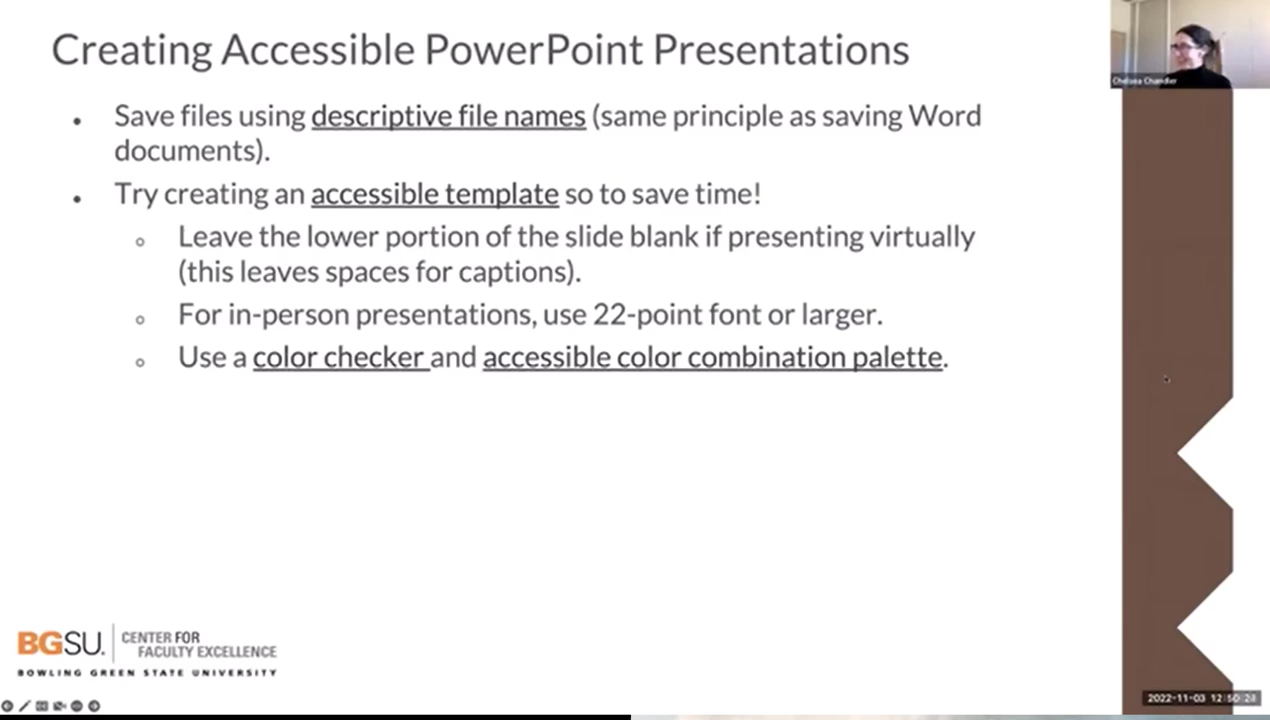 Creating Accessible PowerPoint Presentations
Chelsea Chandler
• Save files using descriptive file names (same principle as saving Word
documents).
• Try creating an accessible template so to save time!
○ Leave the lower portion of the slide blank if presenting virtually
(this leaves spaces for captions).
○ For in-person presentations, use 22-point font or larger.
○ Use a color checker and accessible color combination palette.
BGSU. CENTER FOR
FACULTY EXCELLENCE
BOWLING GREEN STATE UNIVERSITY
2022-11-03 12:50:24